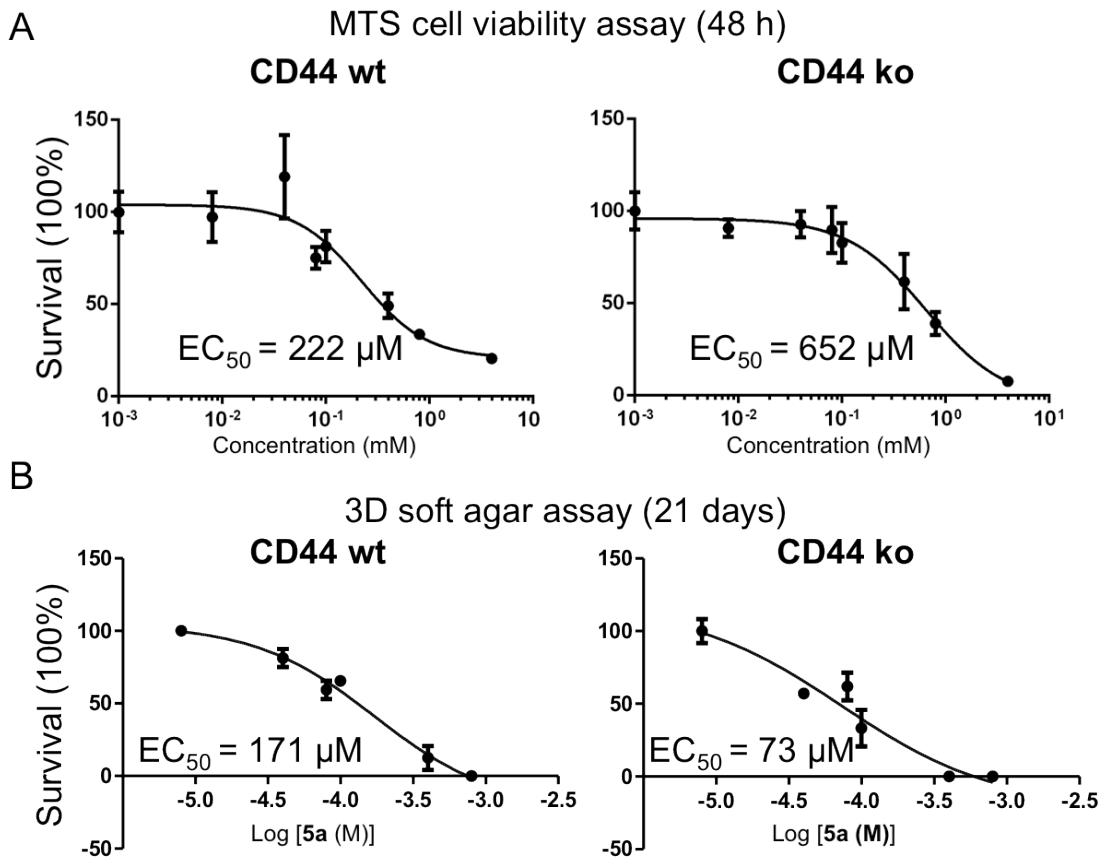 A
MTS cell viability assay (48 h)
CD44 wt
CD44 ko
Survival (100%)
150
100
50
0
EC50 = 222 µM
10-3
10-2
10-1
100
101
Concentration (mM)
150
100
50
0
EC50 = 652 µM
10-3
10-2
10-1
100
101
Concentration (mM)
B
3D soft agar assay (21 days)
CD44 wt
CD44 ko
Survival (100%)
150
100
50
0
-50
EC50 = 171 µM
-5.0
-4.5
-4.0
-3.5
-3.0
-2.5
Log [5a (M)]
150
100
50
0
-50
EC50 = 73 µM
-5.0
-4.5
-4.0
-3.5
-3.0
-2.5
Log [5a (M)]